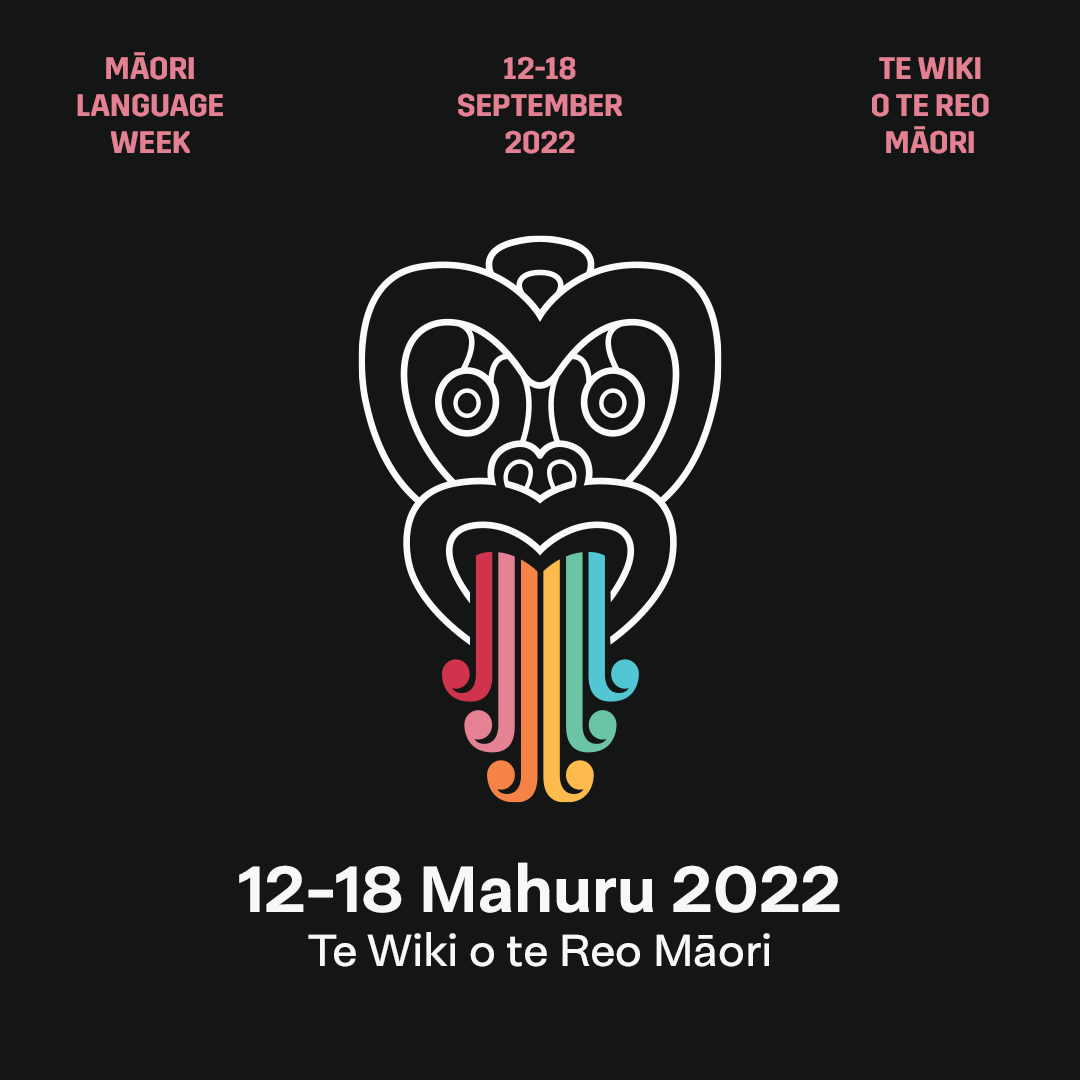 MĀORI
LANGUAGE
WEEK
12-18
SEPTEMBER
2022
TE WIKI
O TE REO
MĀORI
12-18 Mahuru 2022
Te Wiki o te Reo Māori